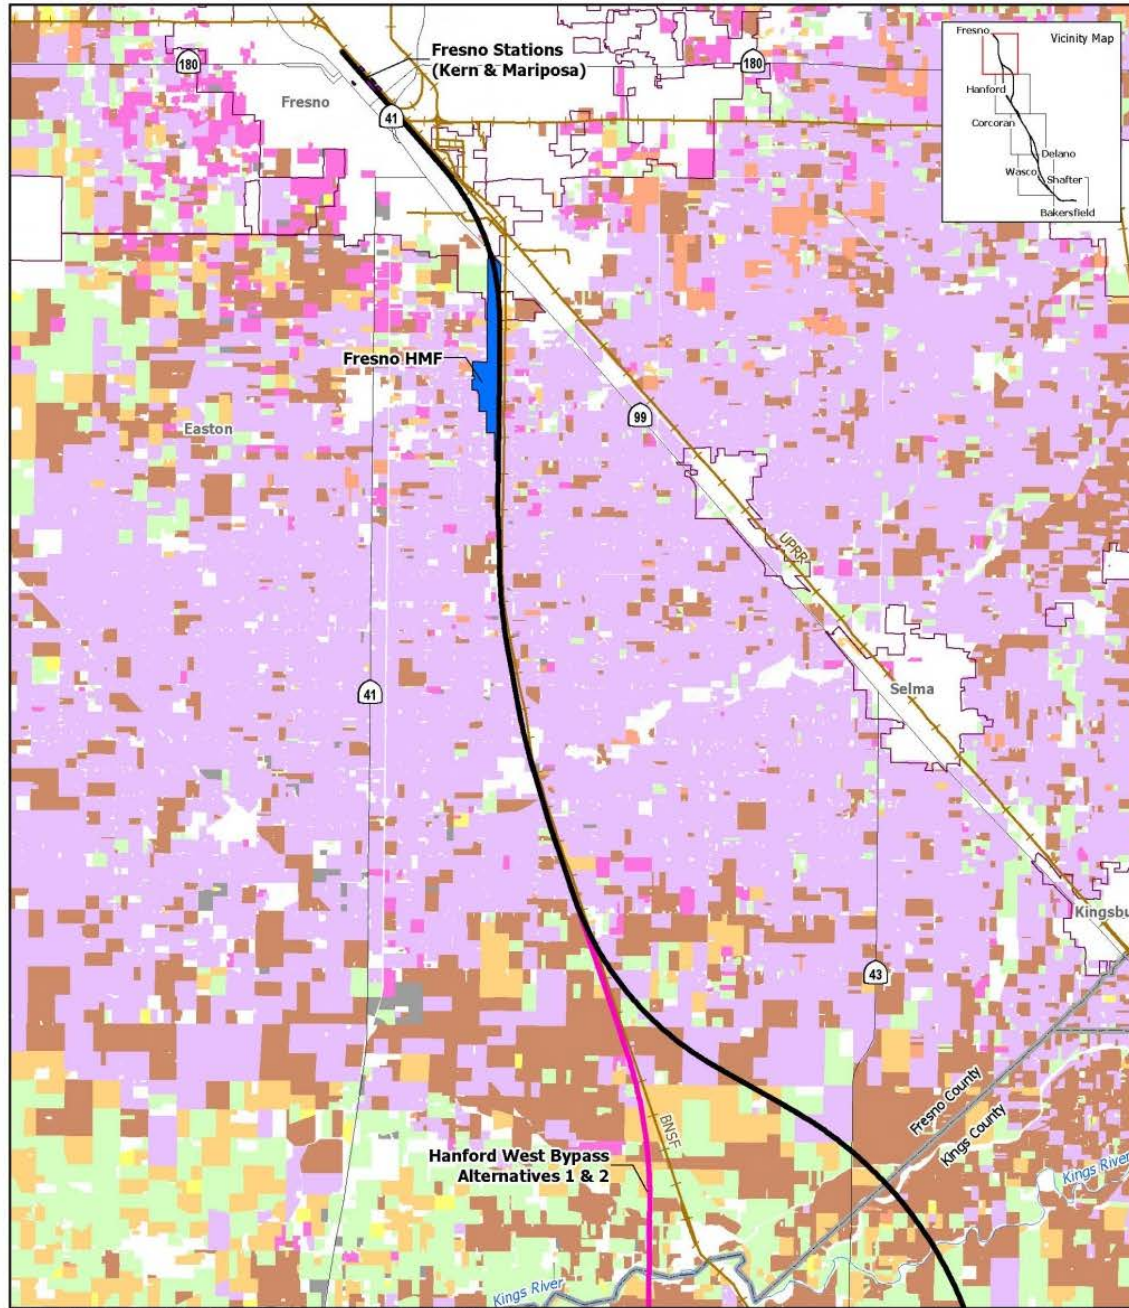 Fresno Stations
(Kern & Mariposa)
180
180
Fresno
41
Vicinity Map
Fresno
Hanford
Corcoran
Delano
Wasco
Shafter
Bakersfield
Fresno HMF
99
Easton
UPRR
41
Selma
Kingsbu
43
Fresno County
Kings County
BNSF
Hanford West Bypass
Alternatives 1 & 2
Kings River
Kings River